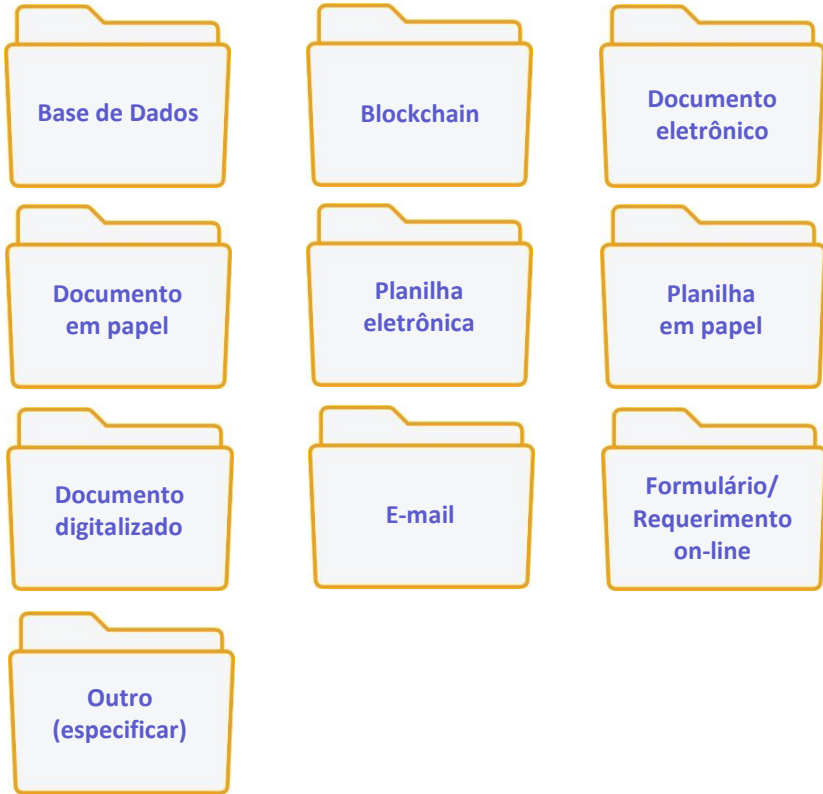 Base de Dados
Blockchain
Documento
eletrônico
Documento
em papel
Planilha
eletrônica
Planilha
em papel
Documento
digitalizado
E-mail
Formulário/
Requerimento
on-line
Outro
(especificar)